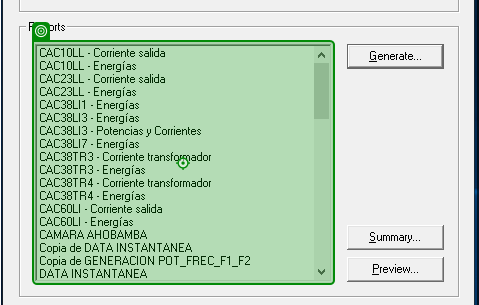 Reports
CAC10LL - Corriente salida
CAC10LL - Energías
CAC23LL - Corriente salida
CAC23LL - Energías
CAC38LI1 - Energías
CAC38LI3 - Energías
CAC38LI3 - Potencias y Corrientes
CAC38LI7 - Energías
CAC38TR3 - Corriente transformador
CAC38TR3 - Energías
CAC38TR4 - Corriente transformador
CAC38TR4 - Energías
CAC60LI - Corriente salida
CAC60LI - Energías
CAMARA AHOBAMBA
Copia de DATA INSTANTANEA
Copia de GENERACION POT_FREC_F1_F2
DATA INSTANTANEA
Generate...
Summary...
Preview...